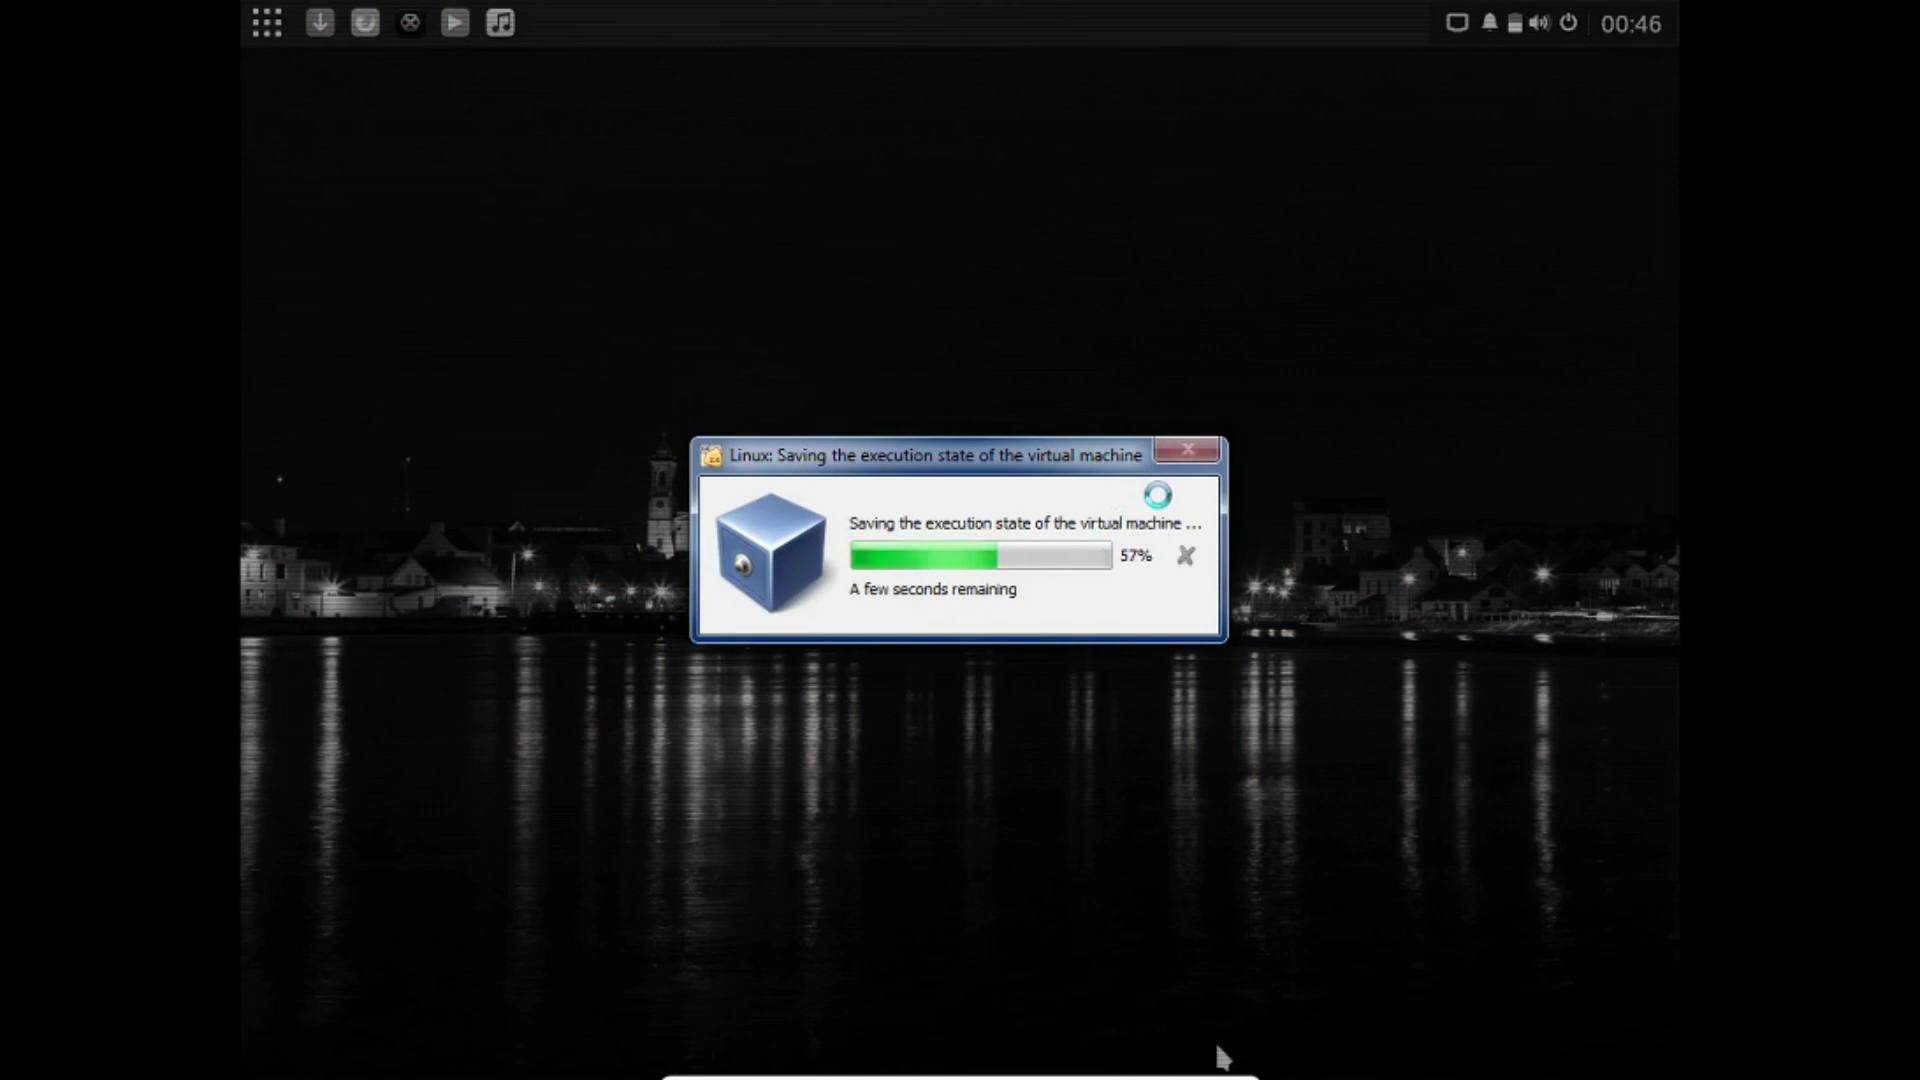 00:46
Linux: Saving the execution state of the virtual machine
Saving the execution state of the virtual machine ...
57%
A few seconds remaining